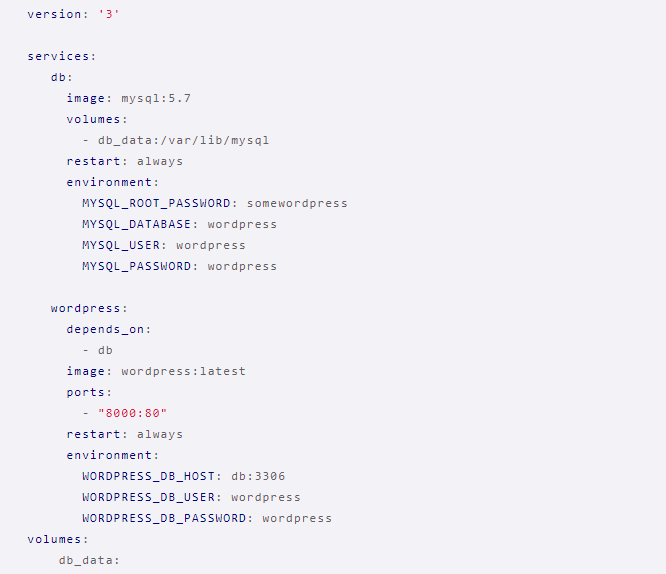 version: '3'

services:
   db:
     image: mysql:5.7
     volumes:
       - db_data:/var/lib/mysql
     restart: always
     environment:
       MYSQL_ROOT_PASSWORD: somewordpress
       MYSQL_DATABASE: wordpress
       MYSQL_USER: wordpress
       MYSQL_PASSWORD: wordpress

   wordpress:
     depends_on:
       - db
     image: wordpress:latest
     ports:
       - "8000:80"
     restart: always
     environment:
       WORDPRESS_DB_HOST: db:3306
       WORDPRESS_DB_USER: wordpress
       WORDPRESS_DB_PASSWORD: wordpress
volumes:
    db_data: